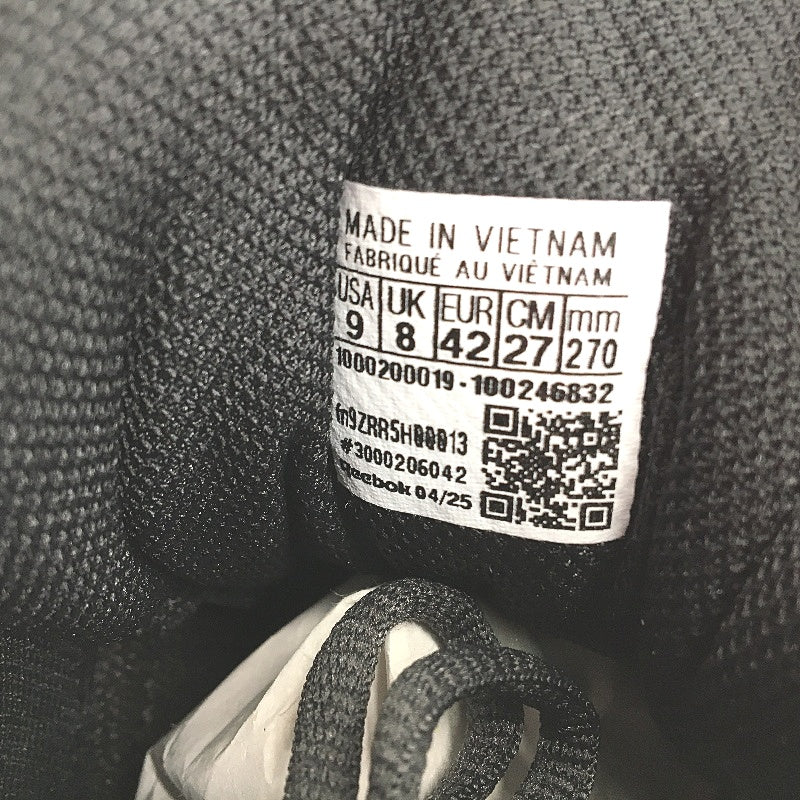 MADE IN VIETNAM
FABRIQUÉ AU VIÊTNAM
USA UK EUR CM mm
9 8 42 27 270
1000200019-100246832
#3000206042
Reebok 04/25